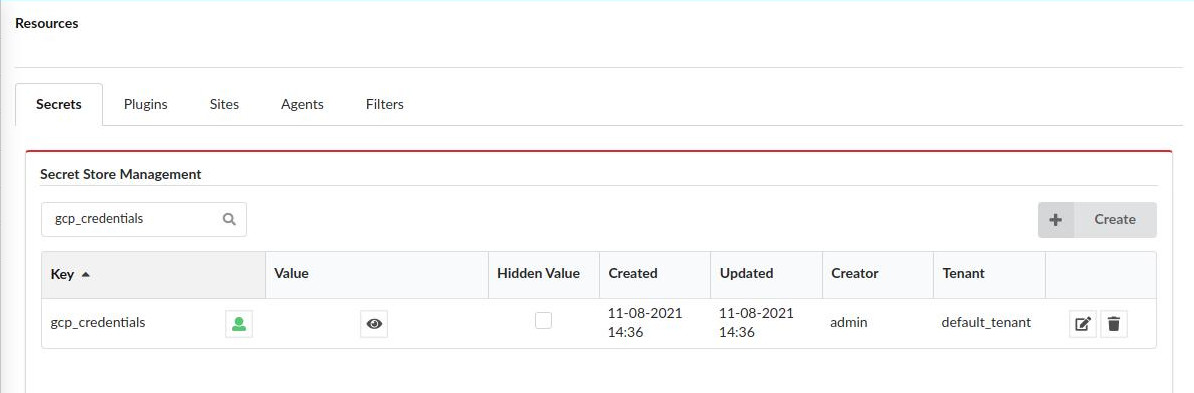 Resources
Secrets Plugins Sites Agents Filters
Secret Store Management
gcp_credentials
Create
Key Value Hidden Value Created Updated Creator Tenant
gcp_credentials 11-08-2021 14:36 11-08-2021 14:36 admin default_tenant